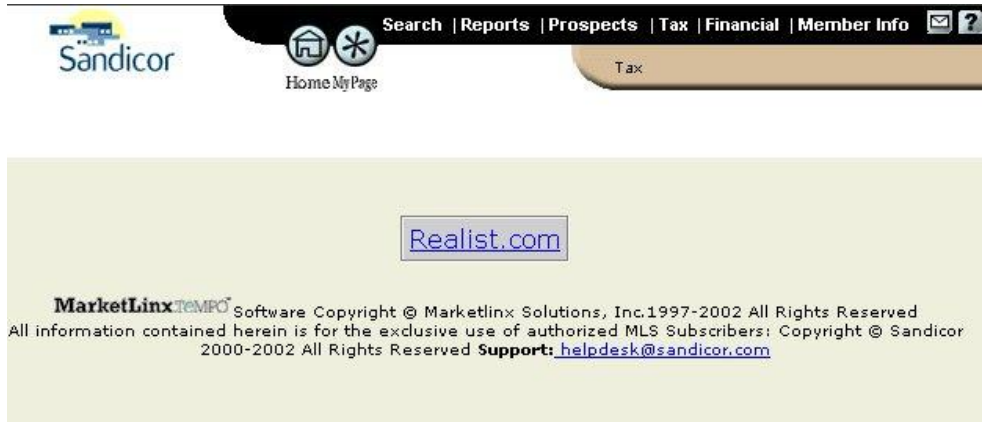 Sandicor
Search | Reports | Prospects | Tax | Financial | Member Info ?
Home MyPage
Tax
Realist.com
MarketLinx TeMPO Software Copyright © Marketlinx Solutions, Inc.1997-2002 All Rights Reserved
All information contained herein is for the exclusive use of authorized MLS Subscribers: Copyright © Sandicor
2000-2002 All Rights Reserved Support: helpdesk@sandicor.com